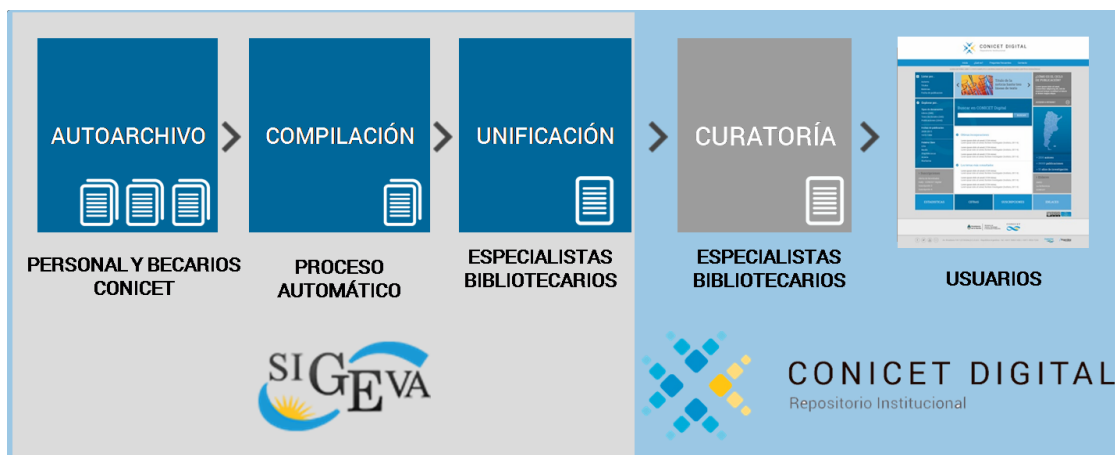 AUTOARCHIVO
COMPILACIÓN
UNIFICACIÓN
CURATORÍA
PERSONAL Y BECARIOS
CONICET
PROCESO
AUTOMÁTICO
ESPECIALISTAS
BIBLIOTECARIOS
ESPECIALISTAS
BIBLIOTECARIOS
USUARIOS
CONICET DIGITAL
SIGEVA
CONICET DIGITAL
Repositorio Institucional